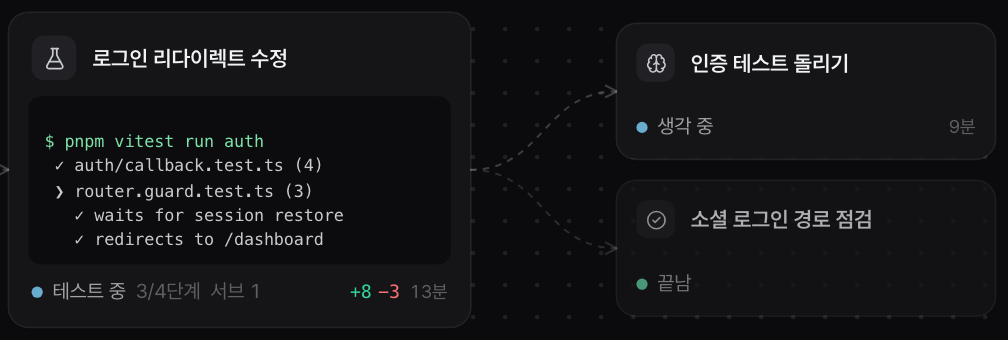 로그인 리다이렉트 수정
$ pnpm vitest run auth
✓ auth/callback.test.ts (4)
❯ router.guard.test.ts (3)
✓ waits for session restore
✓ redirects to /dashboard
테스트 중 3/4단계 서브 1 +8 −3 13분
인증 테스트 돌리기
생각 중 9분
소셜 로그인 경로 점검
끝남